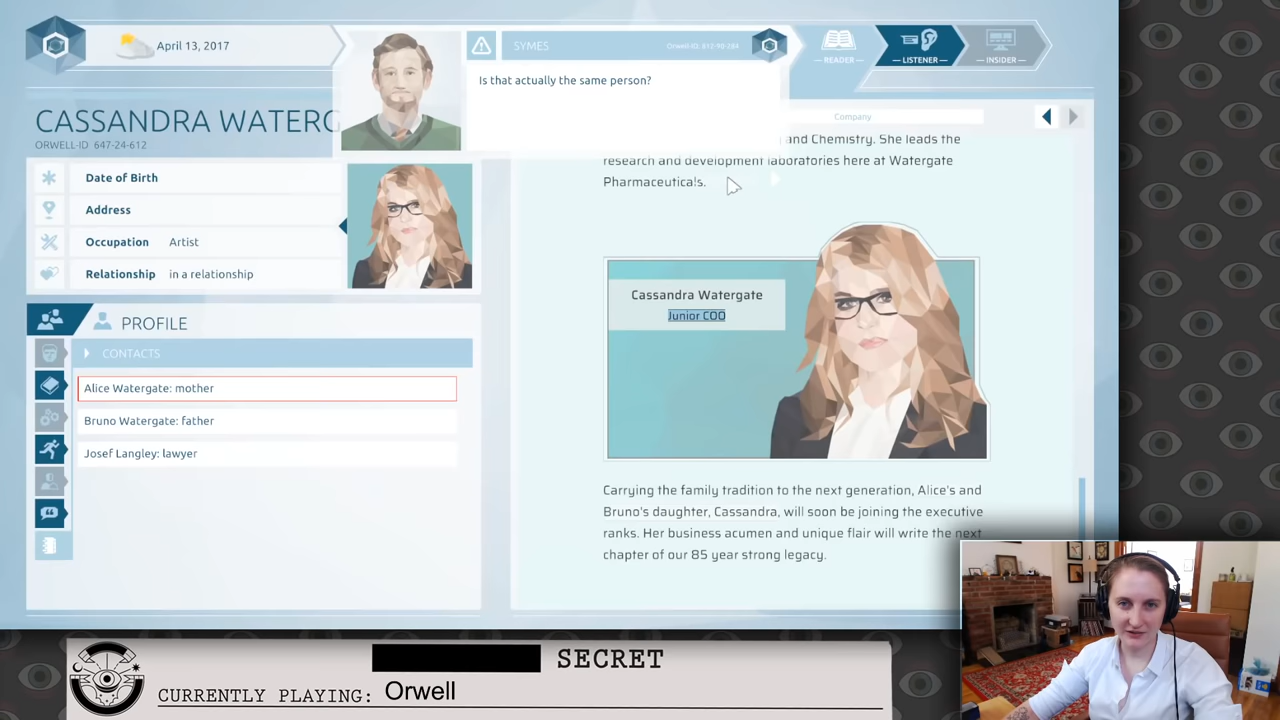 April 13, 2017
SYMES
Orwell-ID: 612-90-284
Is that actually the same person?
READER
LISTENER
INSIDER
CASSANDRA WATERG
ORWELL-ID 647-24-612
Date of Birth
Address
Occupation Artist
Relationship in a relationship
PROFILE
CONTACTS
Alice Watergate: mother
Bruno Watergate: father
Josef Langley: lawyer
Company
and Chemistry. She leads the
research and development laboratories here at Watergate
Pharmaceuticals.
Cassandra Watergate
Junior COO
Carrying the family tradition to the next generation, Alice's and
Bruno's daughter, Cassandra, will soon be joining the executive
ranks. Her business acumen and unique flair will write the next
chapter of our 85 year strong legacy.
SECRET
CURRENTLY PLAYING: Orwell